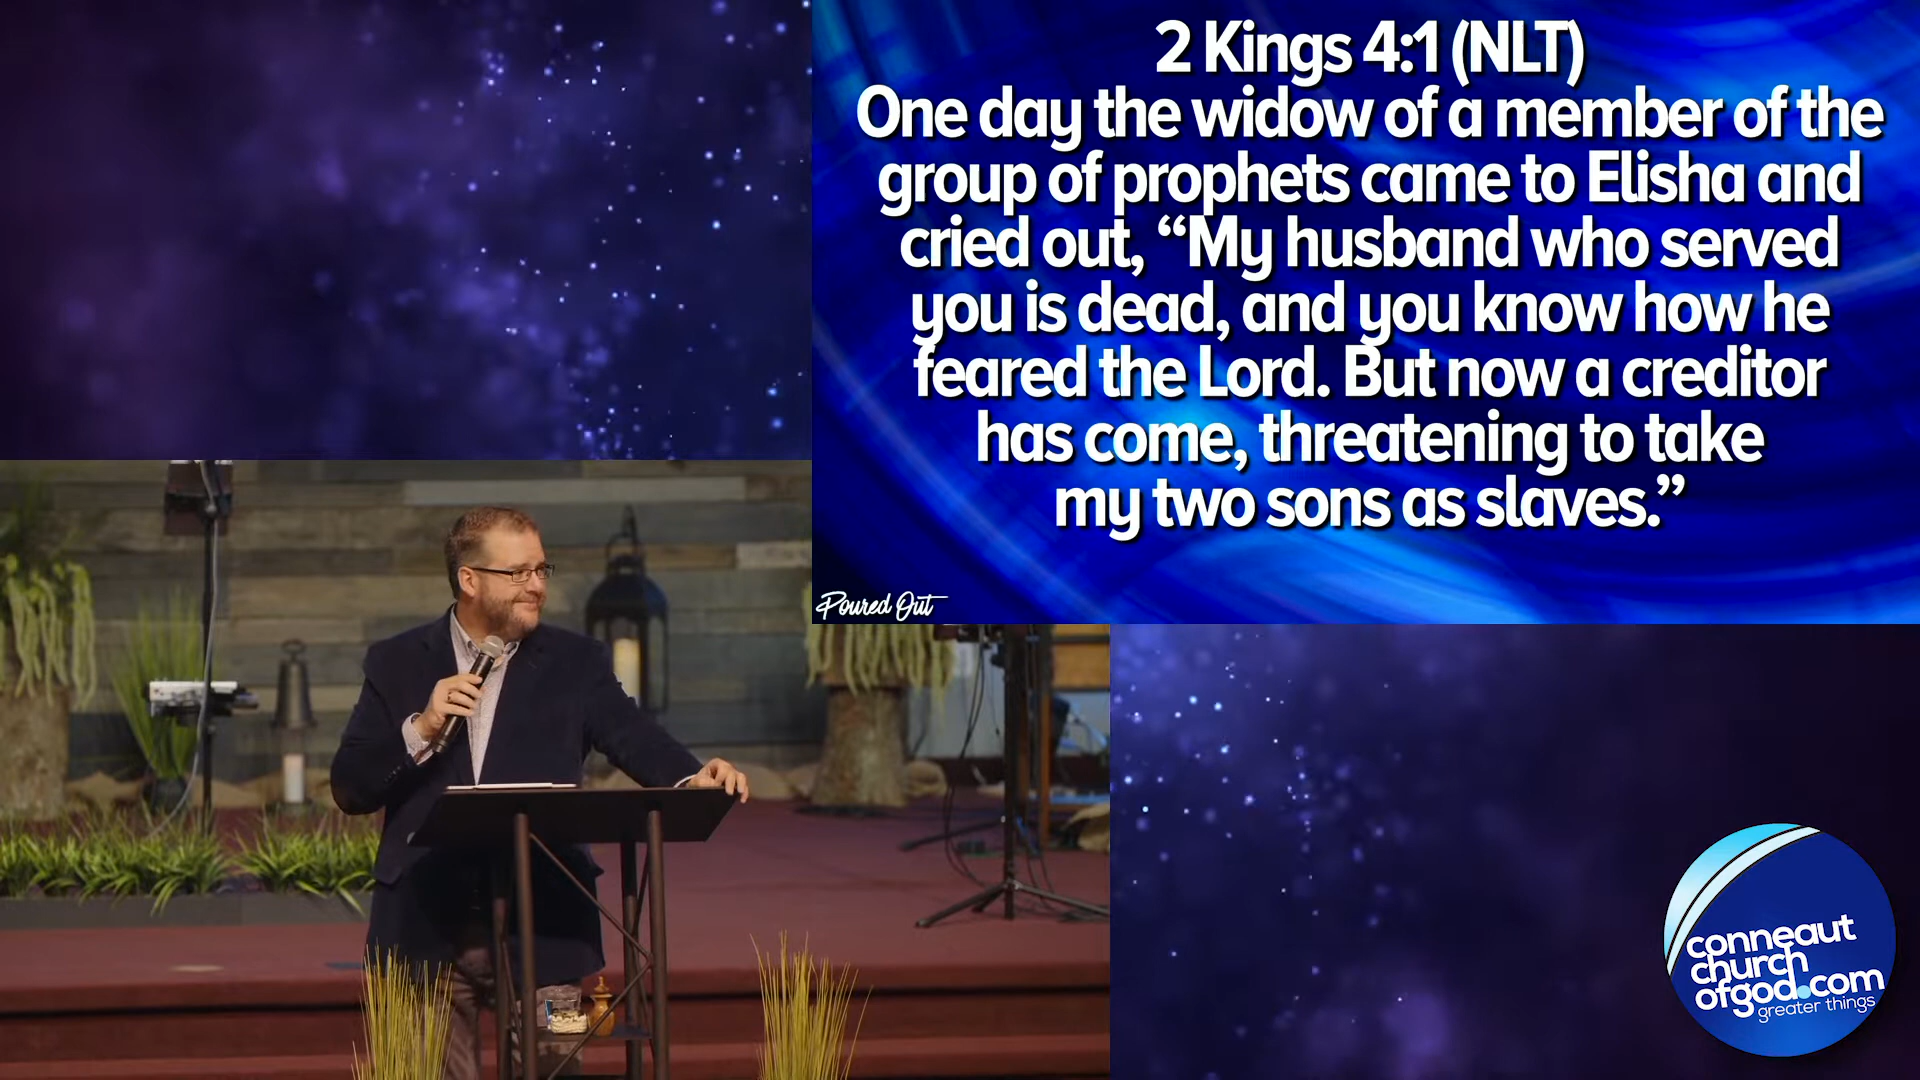 2 Kings 4:1 (NLT)
One day the widow of a member of the
group of prophets came to Elisha and
cried out, “My husband who served
you is dead, and you know how he
feared the Lord. But now a creditor
has come, threatening to take
my two sons as slaves.”
Poured Out
conneaut
church
ofgod.com
greater things